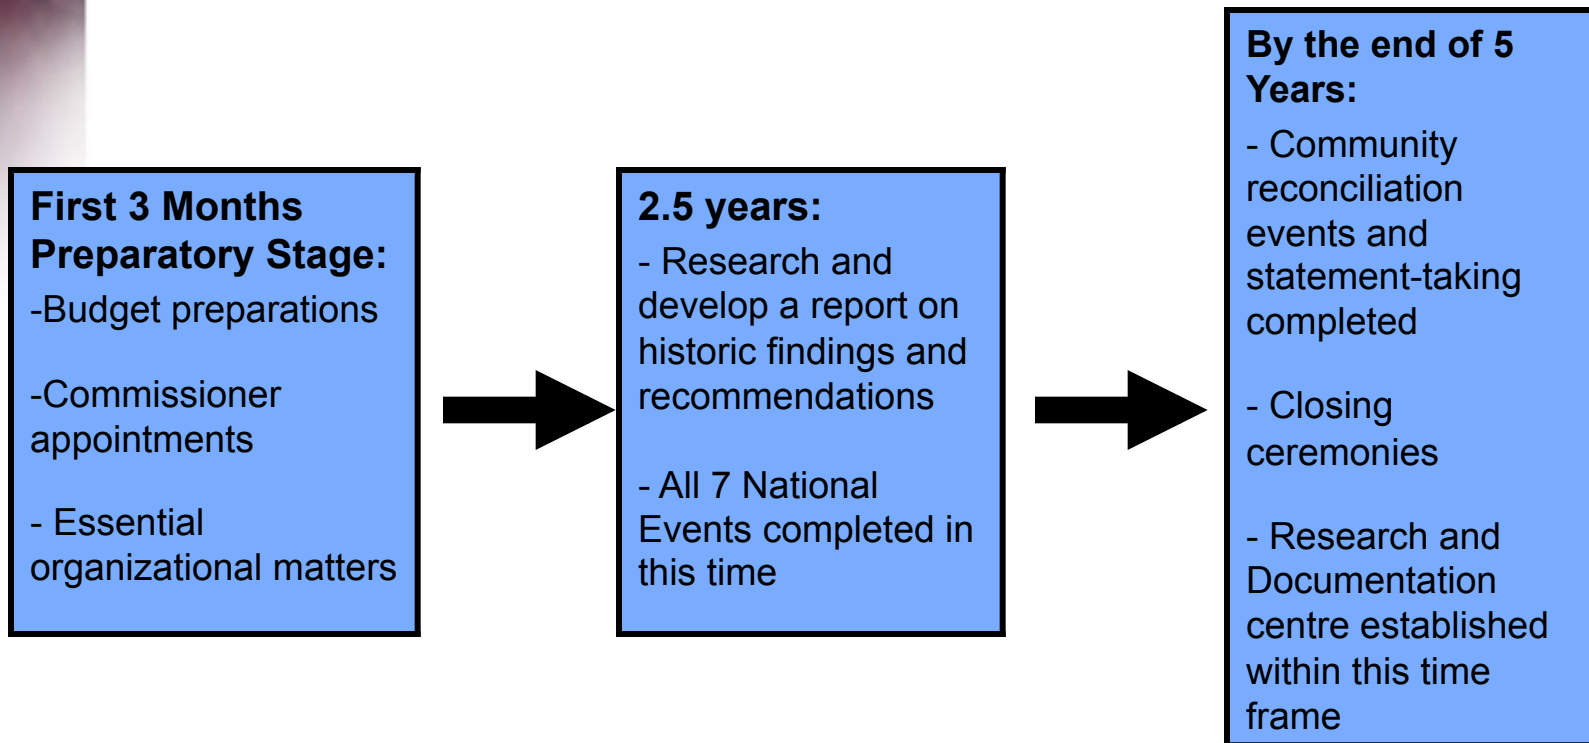 First 3 Months
Preparatory Stage:
-Budget preparations
-Commissioner
appointments
- Essential
organizational matters
2.5 years:
- Research and
develop a report on
historic findings and
recommendations
- All 7 National
Events completed in
this time
By the end of 5
Years:
- Community
reconciliation
events and
statement-taking
completed
- Closing
ceremonies
- Research and
Documentation
centre established
within this time
frame